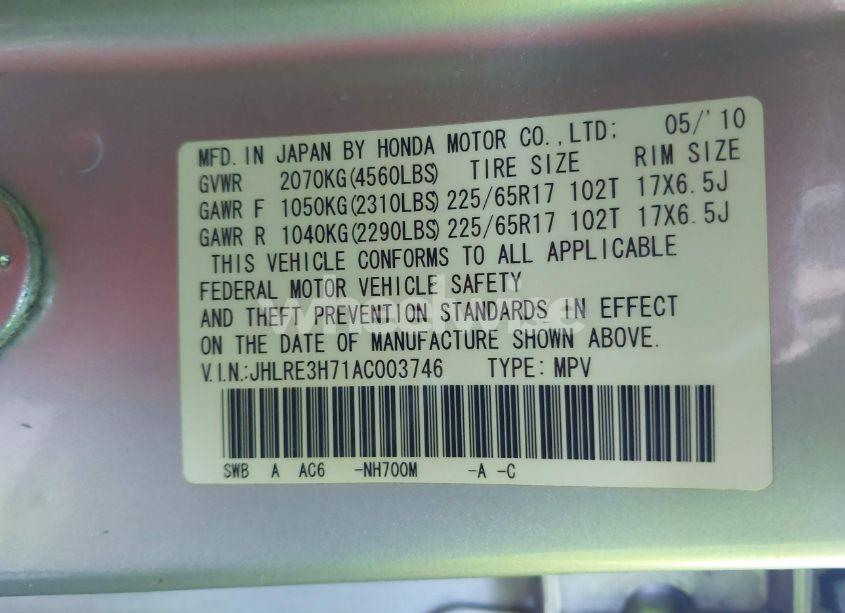 MFD. IN JAPAN BY HONDA MOTOR CO.,LTD; 05/'10
GVWR 2070KG(4560LBS) TIRE SIZE RIM SIZE
GAWR F 1050KG(2310LBS) 225/65R17 102T 17X6.5J
GAWR R 1040KG(2290LBS) 225/65R17 102T 17X6.5J
THIS VEHICLE CONFORMS TO ALL APPLICABLE
FEDERAL MOTOR VEHICLE SAFETY
AND THEFT PREVENTION STANDARDS IN EFFECT
ON THE DATE OF MANUFACTURE SHOWN ABOVE.
V.I.N.:JHLRE3H71AC003746 TYPE: MPV
SWB A AC6 -NH700M -A -C